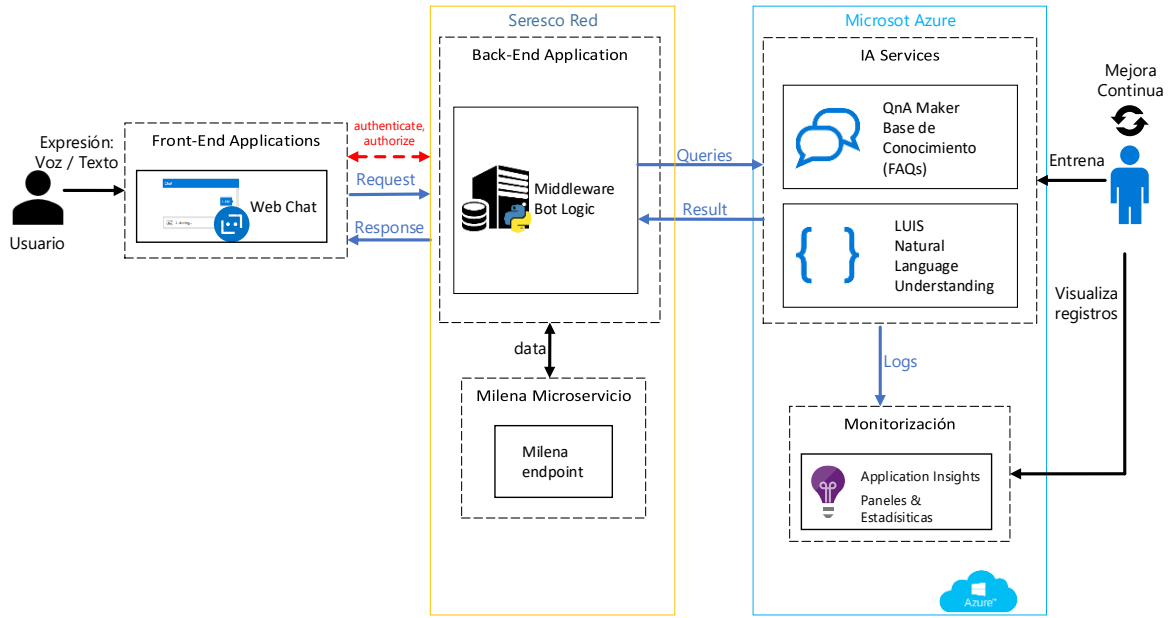 Seresco Red
Microsot Azure
Back-End Application
IA Services
Mejora
Continua
QnA Maker
Base de
Conocimiento
(FAQs)
Expresión:
Voz / Texto
Front-End Applications
authenticate,
authorize
Queries
Entrena
Request
Web Chat
Middleware
Bot Logic
Result
Response
Usuario
LUIS
Natural
Language
Understanding
Visualiza
registros
data
Logs
Milena Microservicio
Monitorización
Milena
endpoint
Application Insights
Paneles &
Estadísiticas
Azure™